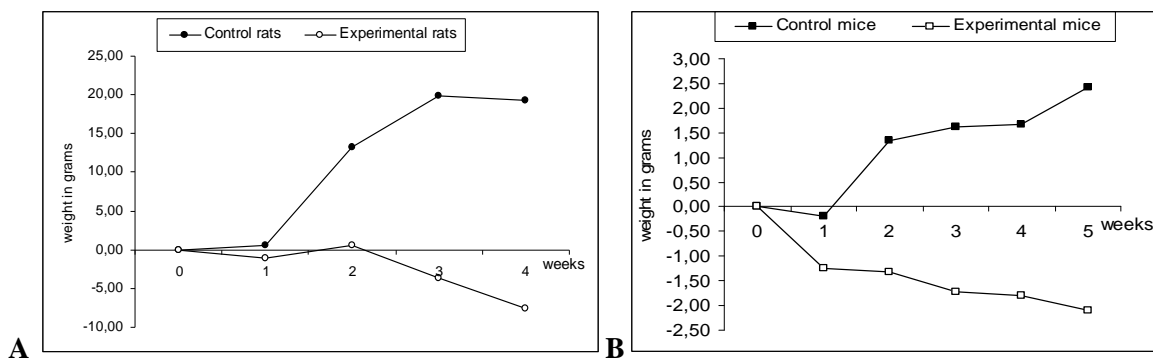 Control rats Experimental rats
25,00
20,00
15,00
10,00
5,00
0,00
-5,00
-10,00
weight in grams
0 1 2 3 4 weeks
A
Control mice Experimental mice
3,00
2,50
2,00
1,50
1,00
0,50
0,00
-0,50
-1,00
-1,50
-2,00
-2,50
weight in grams
0 1 2 3 4 5 weeks
B